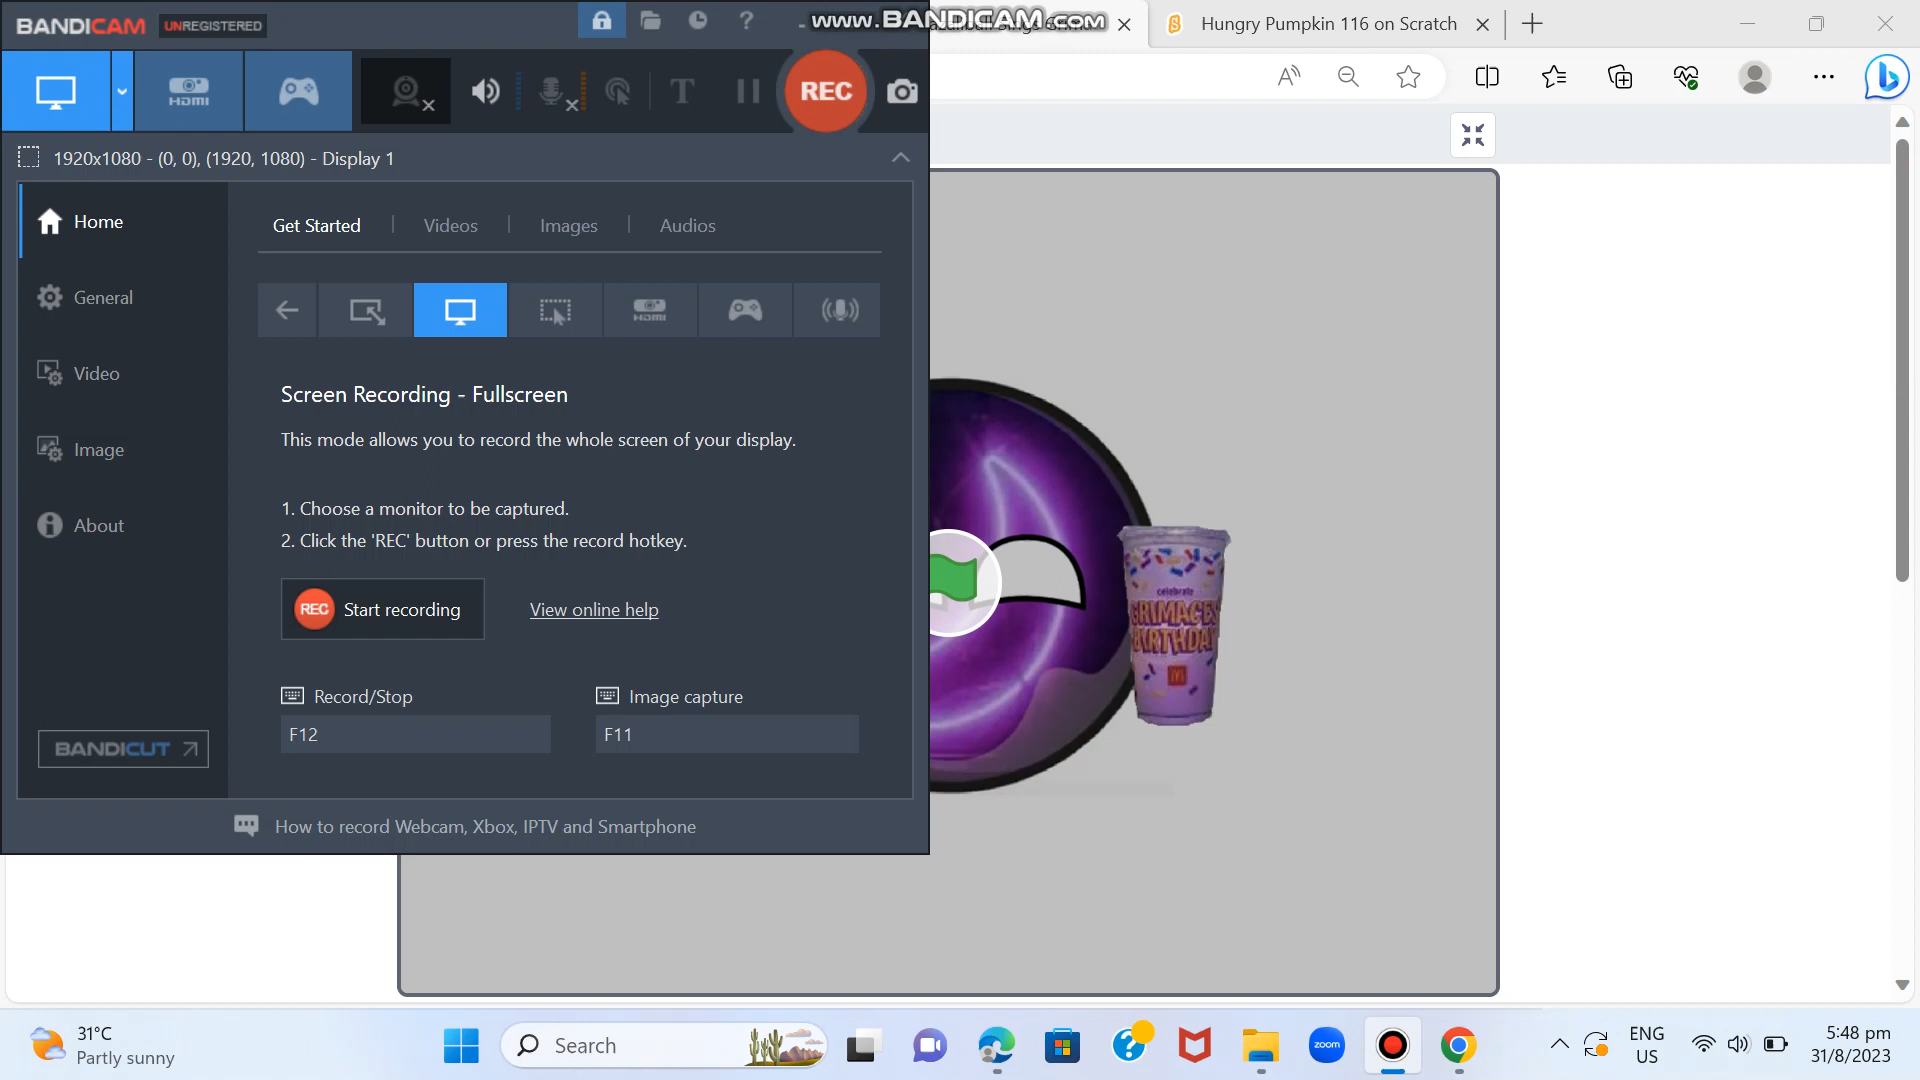 BANDICAM UNREGISTERED
www.BANDICAM.com
Hungry Pumpkin 116 on Scratch
HDMI
REC
1920x1080 - (0, 0), (1920, 1080) - Display 1
Home
General
Video
Image
About
BANDICUT
Get Started
Videos
Images
Audios
HDMI
Screen Recording - Fullscreen
This mode allows you to record the whole screen of your display.
1. Choose a monitor to be captured.
2. Click the 'REC' button or press the record hotkey.
REC Start recording
View online help
Record/Stop
Image capture
F12
F11
How to record Webcam, Xbox, IPTV and Smartphone
celebrate
GRIMACE'S
BIRTHDAY
31°C
Partly sunny
Search
zoom
ENG
US
5:48 pm
31/8/2023